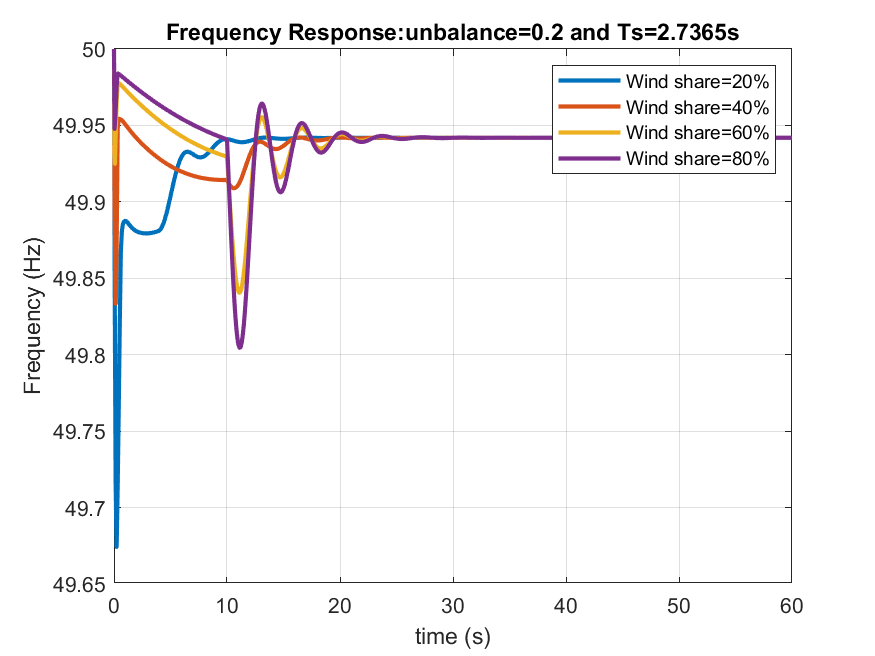 Frequency Response:unbalance=0.2 and Ts=2.7365s
50
49.95
49.9
49.85
49.8
49.75
49.7
49.65
Frequency (Hz)
Wind share=20%
Wind share=40%
Wind share=60%
Wind share=80%
0 10 20 30 40 50 60
time (s)